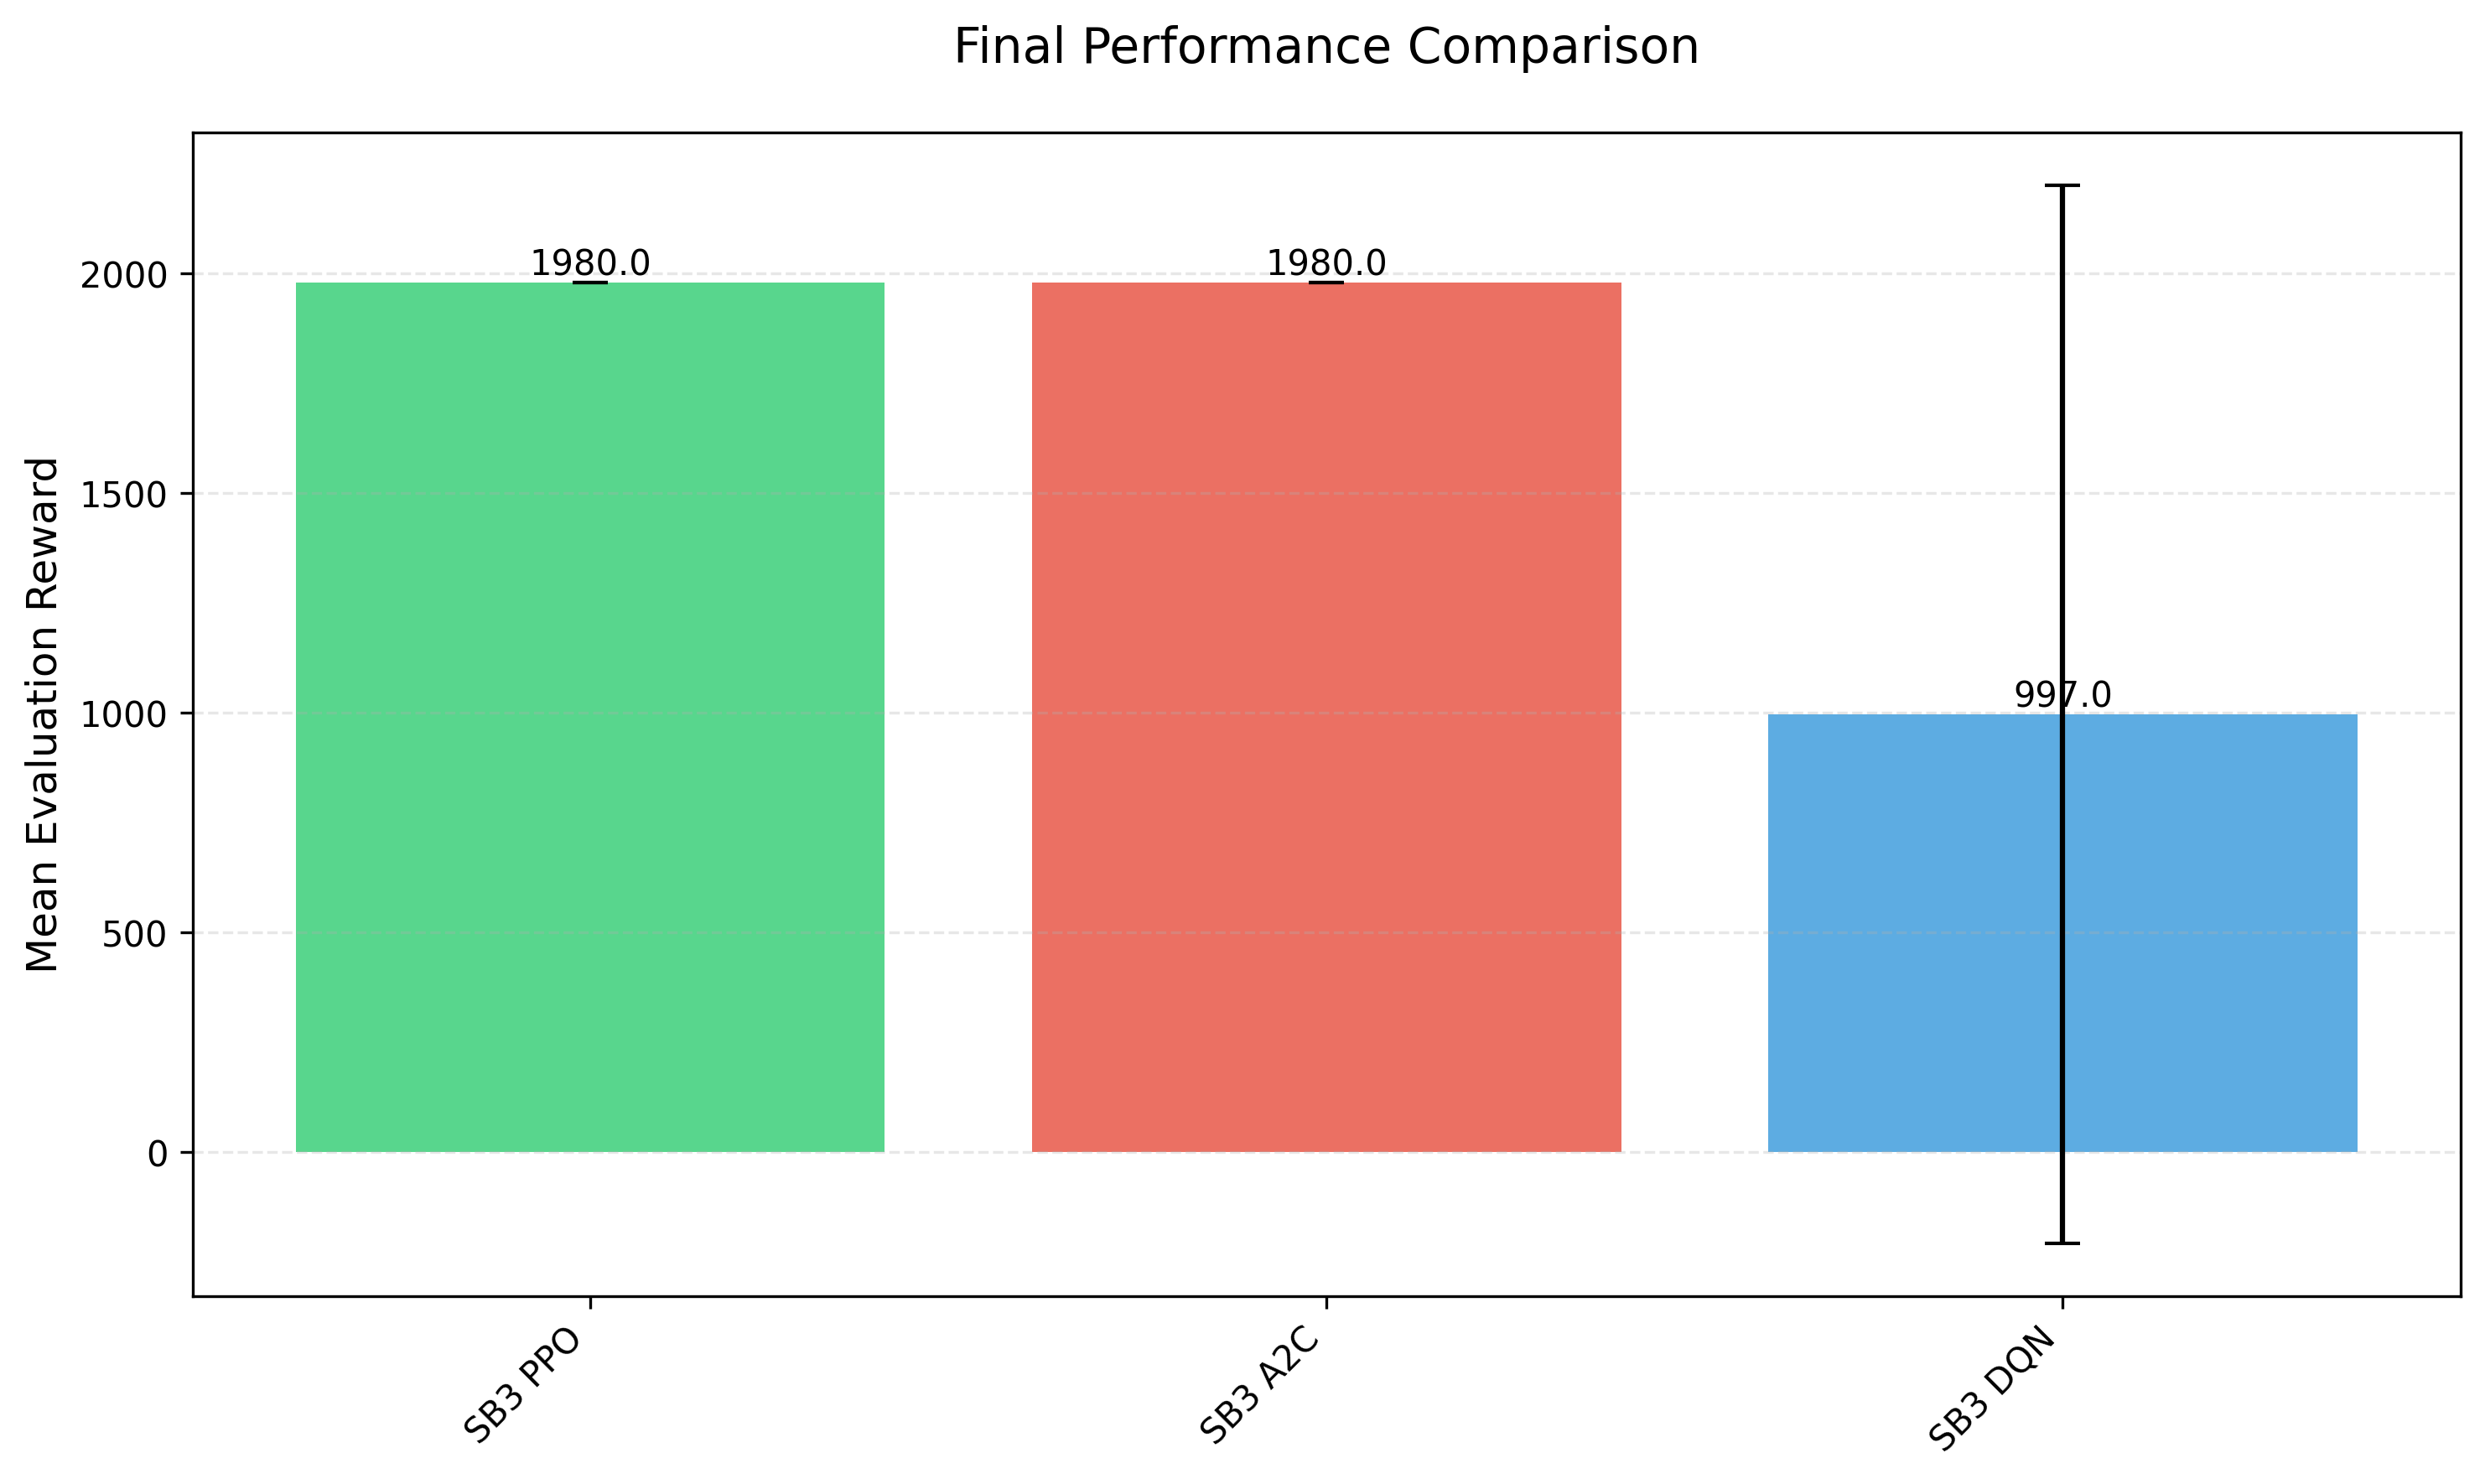 Final Performance Comparison
Mean Evaluation Reward
2000
1500
1000
500
0
1980.0
1980.0
997.0
SB3 PPO
SB3 A2C
SB3 DQN